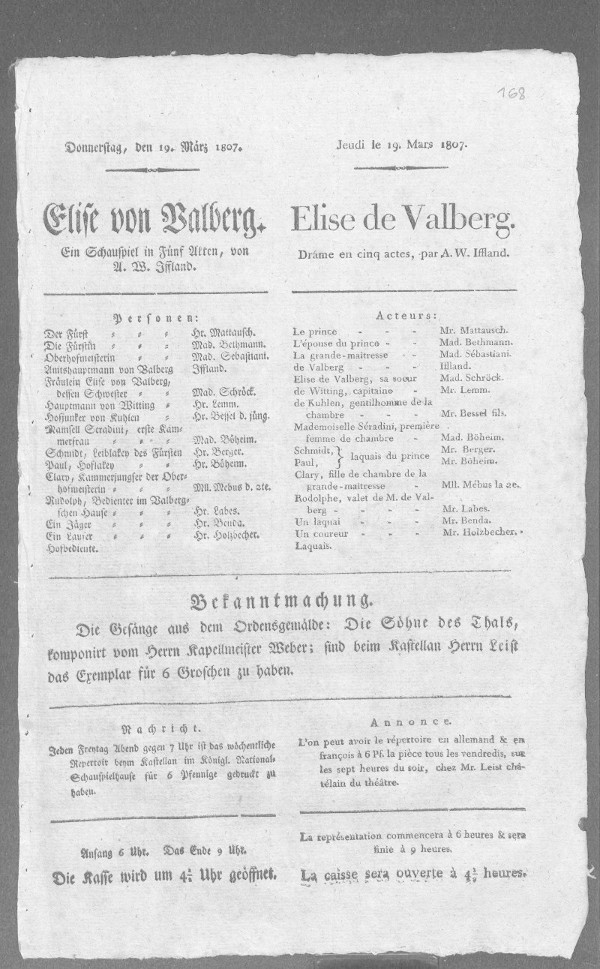 168
Donnerstag, den 19. März 1807.
Elise von Valberg.
Ein Schauspiel in Fünf Akten, von
A. W. Iffland.
Personen:
Der Fürst - - - Hr. Mattausch.
Die Fürstin - - - Mad. Bethmann.
Oberhofmeisterin - - Mad. Sebastiani.
Amtshauptmann von Valberg Iffland.
Fräulein Elise von Valberg,
dessen Schwester - - Mad. Schröck.
Hauptmann von Witting - Hr. Lemm.
Hofjunker von Kuhlen - Hr. Bessel d. jüng.
Mamsell Seradini, erste Kam-
merfrau - - - Mad. Böheim.
Schmidt, Leiblakey des Fürsten Hr. Berger.
Paul, Hoflakey - - Hr. Böheim.
Clary, Kammerjungfer der Ober-
hofmeisterin - - Mll. Mebus d. ält.
Rudolph, Bedienter im Valberg-
schen Hause - - - Hr. Labes.
Ein Jäger - - - Hr. Benda.
Ein Laufer - - - Hr. Holzbecher.
Hofbediente.
Jeudi le 19. Mars 1807.
Elise de Valberg.
Dráme en cinq actes, par A. W. Iffland.
Acteurs:
Le prince - - - Mr. Mattausch.
L'épouse du prince - - Mad. Bethmann.
La grande-maitresse - Mad. Sébastiani.
de Valberg - - - Iffland.
Elise de Valberg, sa soeur Mad. Schröck.
de Witting, capitaine - Mr. Lemm.
de Kuhlen, gentilhomme de la
chambre - - - Mr. Bessel fils.
Mademoiselle Séradini, première
femme de chambre - Mad. Böheim.
Schmidt, } laquais du prince Mr. Berger.
Paul, } Mr. Böheim.
Clary, fille de chambre de la
grande-maitresse - Mll. Mébus la ae.
Rodolphe, valet de M. de Val-
berg - - - - Mr. Labes.
Un laquai - - - Mr. Benda.
Un coureur - - - Mr. Holzbecher.
Laquais.
Bekanntmachung.
Die Gesänge aus dem Ordensgemälde: Die Söhne des Thals,
komponirt vom Herrn Kapellmeister Weber; sind beim Kastellan Herrn Leist
das Exemplar für 6 Groschen zu haben.
Nachricht.
Jeden Freytag Abend gegen 7 Uhr ist das wöchentliche
Repertoir beym Kastellan im Königl. National-
Schauspielhause für 6 Pfennige gedruckt zu
haben.
Annonce.
L'on peut avoir le répertoire en allemand & en
français à 6 Pf. la pièce tous les vendredis, sur
les sept heures du soir, chez Mr. Leist châ-
télain du théâtre.
Anfang 6 Uhr. Das Ende 9 Uhr.
Die Kasse wird um 4½ Uhr geöffnet.
La représentation commencera à 6 heures & sera
finie à 9 heures.
La caisse sera ouverte à 4½ heures.